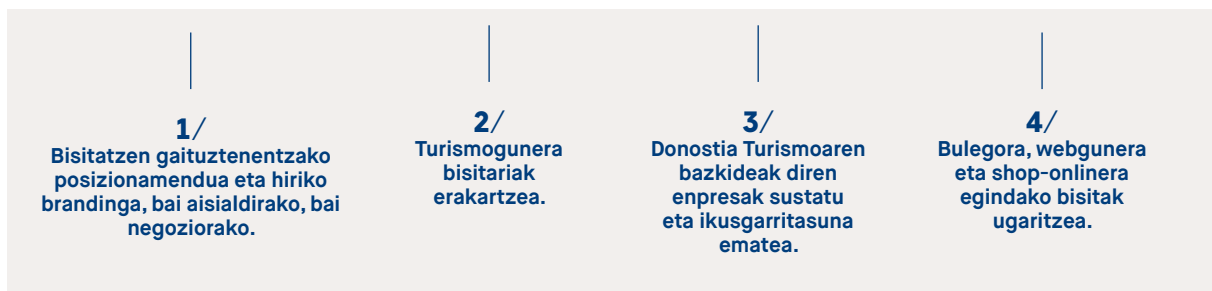 1/
Bisitatzen gaituztenentzako
posizionamendua eta hiriko
brandinga, bai aisialdirako, bai
negoziorako.
2/
Turismogunera
bisitariak
erakartzea.
3/
Donostia Turismoaren
bazkideak diren
enpresak sustatu
eta ikusgarritasuna
ematea.
4/
Bulegora, webgunera
eta shop-onlinera
egindako bisitak
ugaritzea.